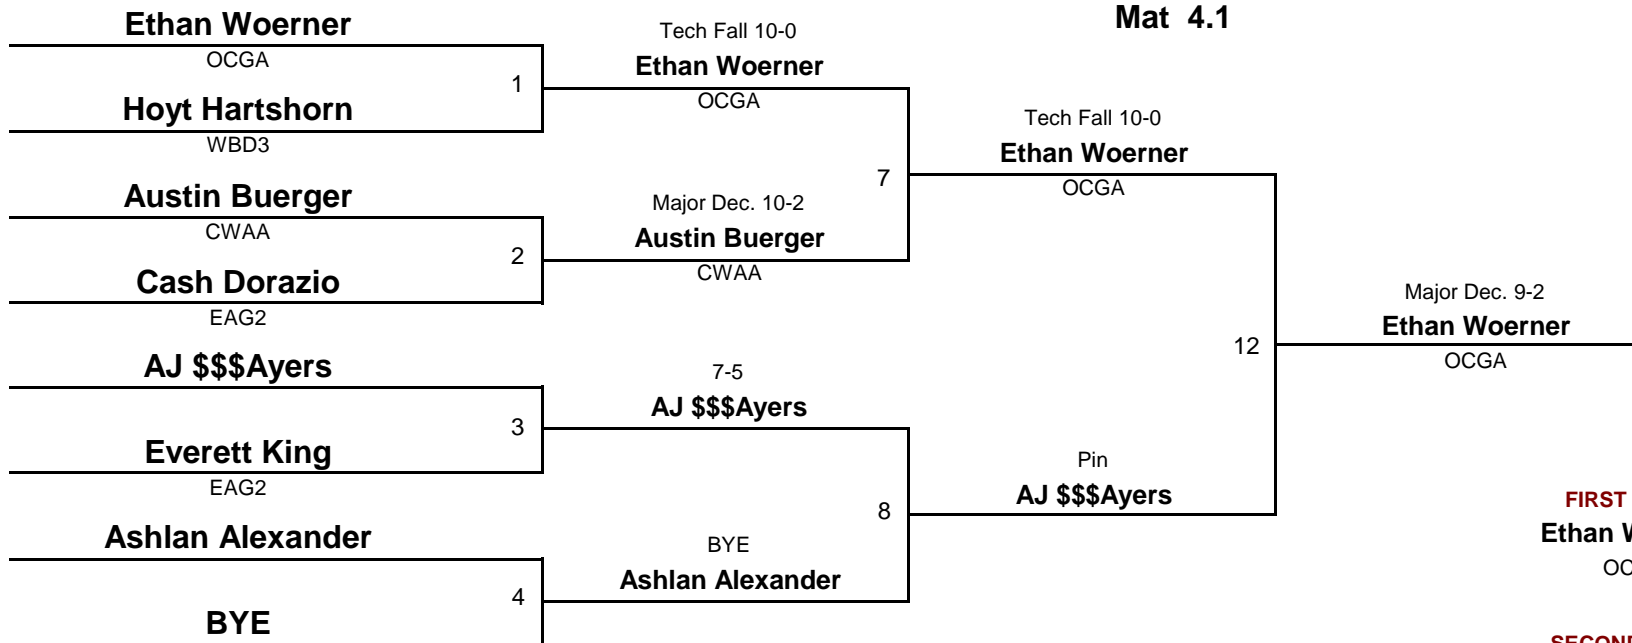 Mat 4.1
Ethan Woerner
OCGA
1
Hoyt Hartshorn
WBD3
Austin Buerger
CWAA
2
Cash Dorazio
EAG2
AJ $$$Ayers
3
Everett King
EAG2
Ashlan Alexander
4
BYE
Tech Fall 10-0
Ethan Woerner
OCGA
7
Major Dec. 10-2
Austin Buerger
CWAA
7-5
AJ $$$Ayers
8
BYE
Ashlan Alexander
Tech Fall 10-0
Ethan Woerner
OCGA
12
Pin
AJ $$$Ayers
Major Dec. 9-2
Ethan Woerner
OCGA
FIRST
Ethan W
OC
SECOND